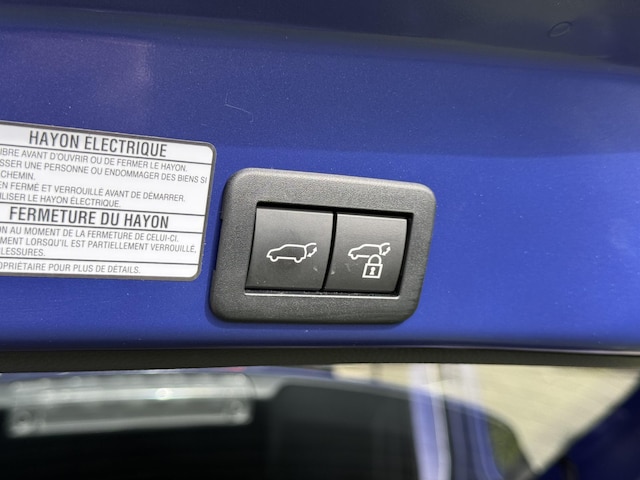 HAYON ÉLECTRIQUE
IBRE AVANT D'OUVRIR OU DE FERMER LE HAYON.
SSER UNE PERSONNE OU ENDOMMAGER DES BIENS SI
CHEMIN.
EN FERMÉ ET VERROUILLÉ AVANT DE DÉMARRER.
ILISER LE HAYON ÉLECTRIQUE.
FERMETURE DU HAYON
ON AU MOMENT DE LA FERMETURE DE CELUI-CI.
MENT LORSQU'IL EST PARTIELLEMENT VERROUILLÉ,
LESSURES.
OPRIÉTAIRE POUR PLUS DE DÉTAILS.